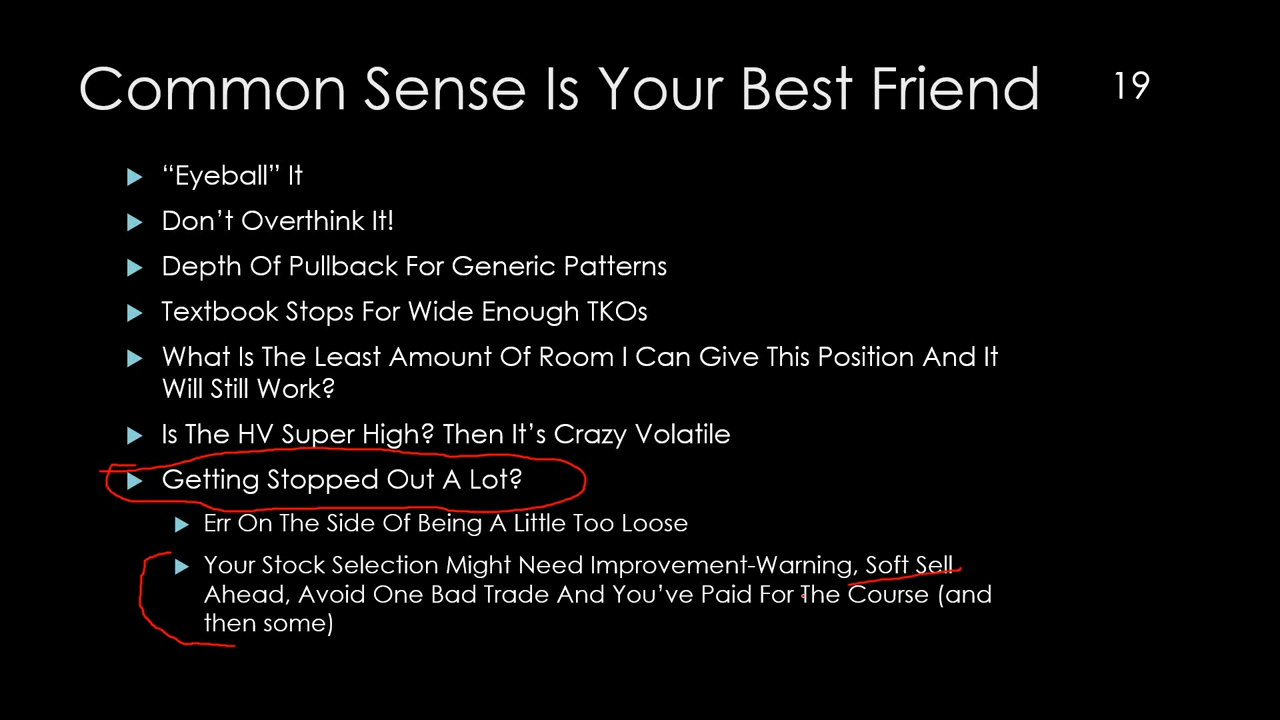 Common Sense Is Your Best Friend
19
“Eyeball” It
Don’t Overthink It!
Depth Of Pullback For Generic Patterns
Textbook Stops For Wide Enough TKOs
What Is The Least Amount Of Room I Can Give This Position And It
Will Still Work?
Is The HV Super High? Then It’s Crazy Volatile
Getting Stopped Out A Lot?
Err On The Side Of Being A Little Too Loose
Your Stock Selection Might Need Improvement-Warning, Soft Sell
Ahead, Avoid One Bad Trade And You’ve Paid For The Course (and
then some)